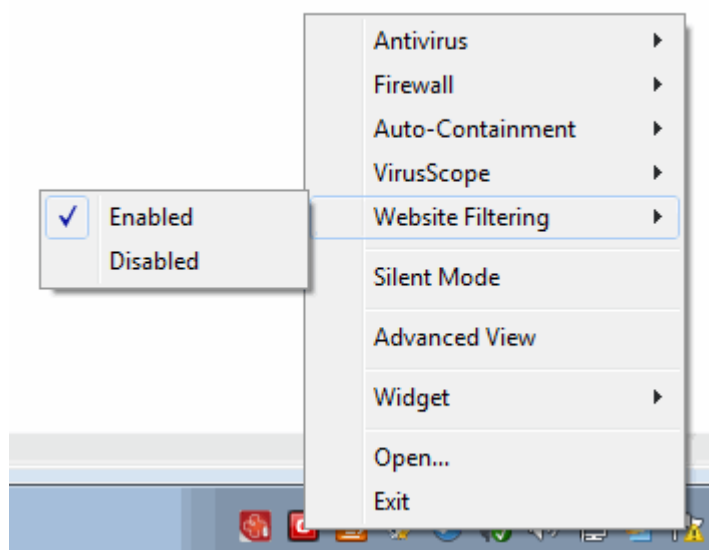 Antivirus
Firewall
Auto-Containment
VirusScope
Website Filtering
Enabled
Disabled
Silent Mode
Advanced View
Widget
Open...
Exit